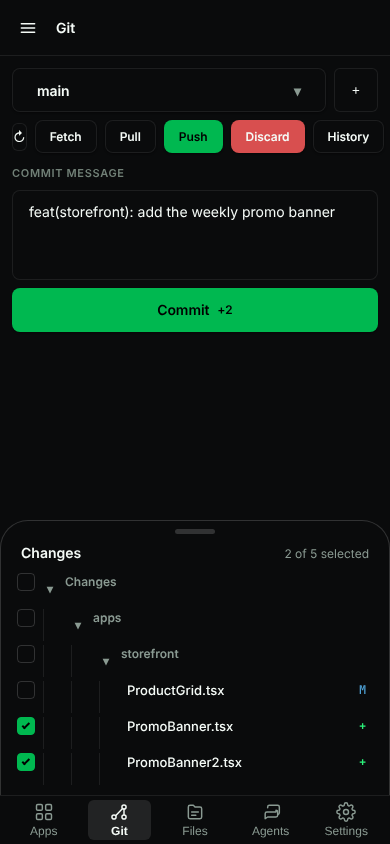 Git
main
+
Fetch Pull Push Discard History
COMMIT MESSAGE
feat(storefront): add the weekly promo banner
Commit +2
Changes 2 of 5 selected
Changes
apps
storefront
ProductGrid.tsx M
PromoBanner.tsx +
PromoBanner2.tsx +
Apps Git Files Agents Settings